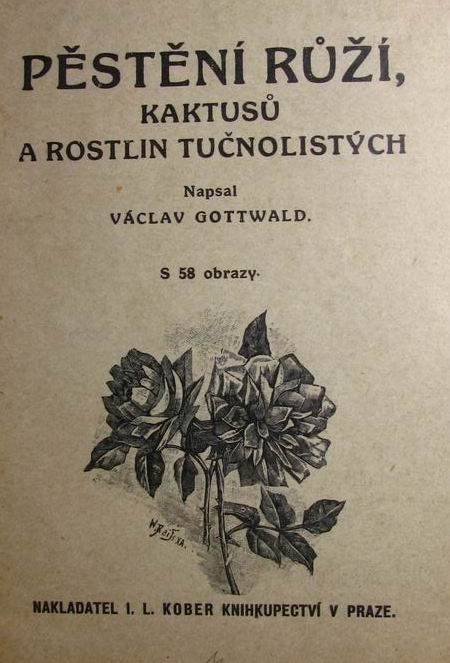 PĚSTĚNÍ RŮŽÍ,
KAKTUSŮ
A ROSTLIN TUČNOLISTÝCH
Napsal
VÁCLAV GOTTWALD.
S 58 obrazy.
NAKLADATEL I. L. KOBER KNIHKUPECTVÍ V PRAZE.